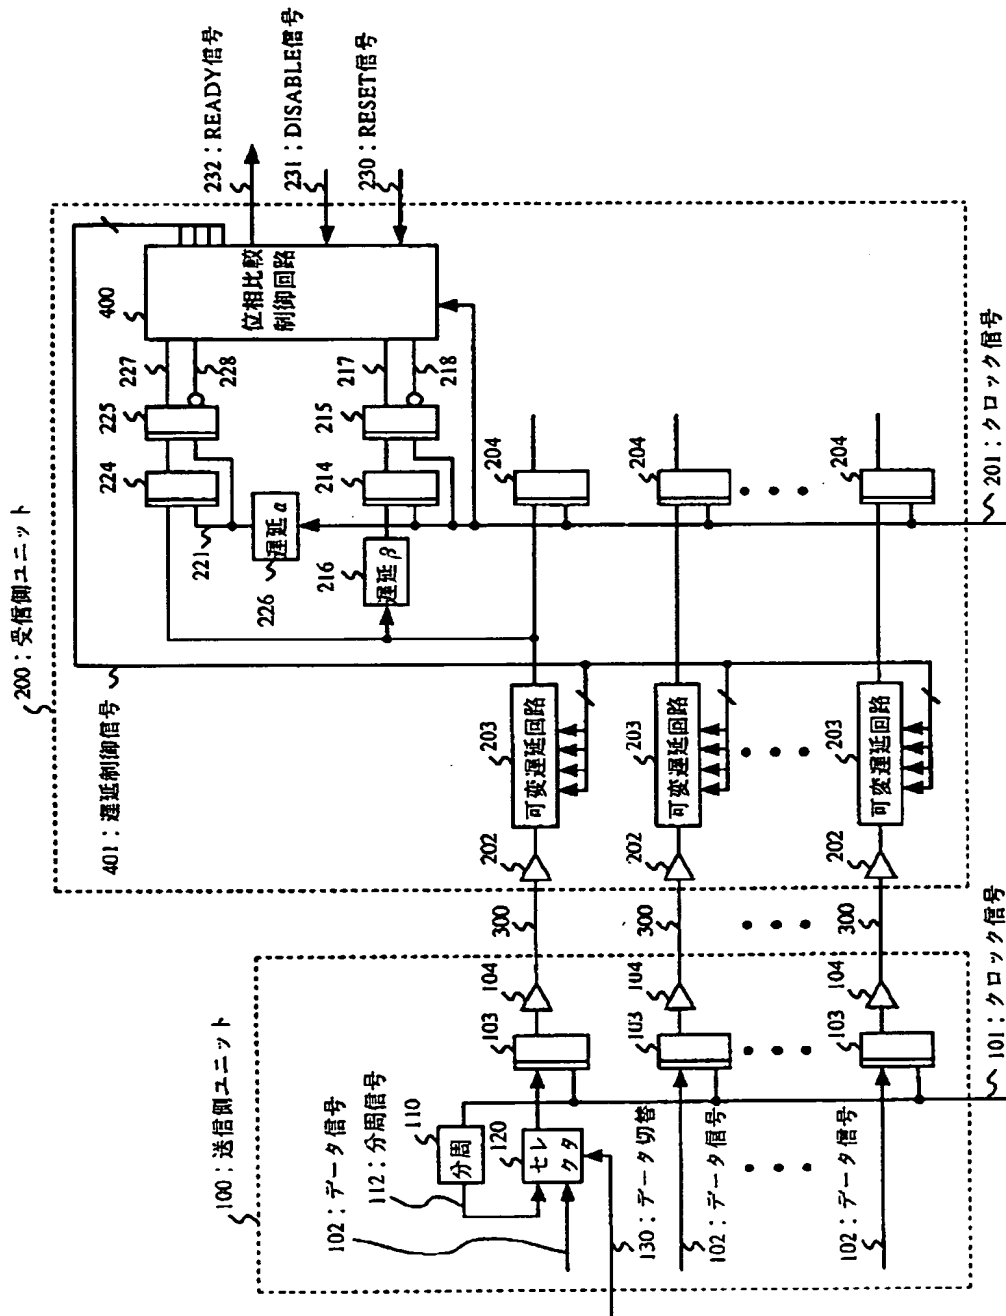 100：送信側ユニット
102：データ信号
112：分周信号
110
分周
120
セレ
クタ
103
104
130：データ切替
102：データ信号
103
104
102：データ信号
103
104
101：クロック信号
300
300
300
200：受信側ユニット
401：遅延制御信号
202
203
可変遅延回路
204
202
203
可変遅延回路
204
202
203
可変遅延回路
204
221
226
遅延α
216
遅延β
224
225
227
228
214
215
217
218
400
位相比較
制御回路
232：READY信号
231：DISABLE信号
230：RESET信号
201：クロック信号